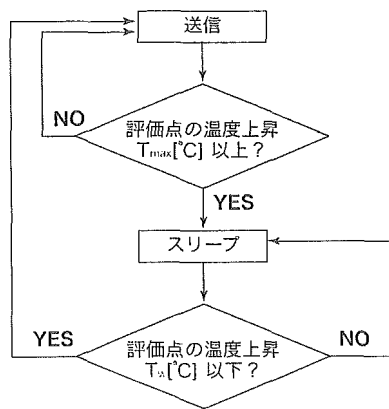 送信
NO
評価点の温度上昇
Tmax[℃] 以上？
YES
スリープ
YES
NO
評価点の温度上昇
[℃] 以下？